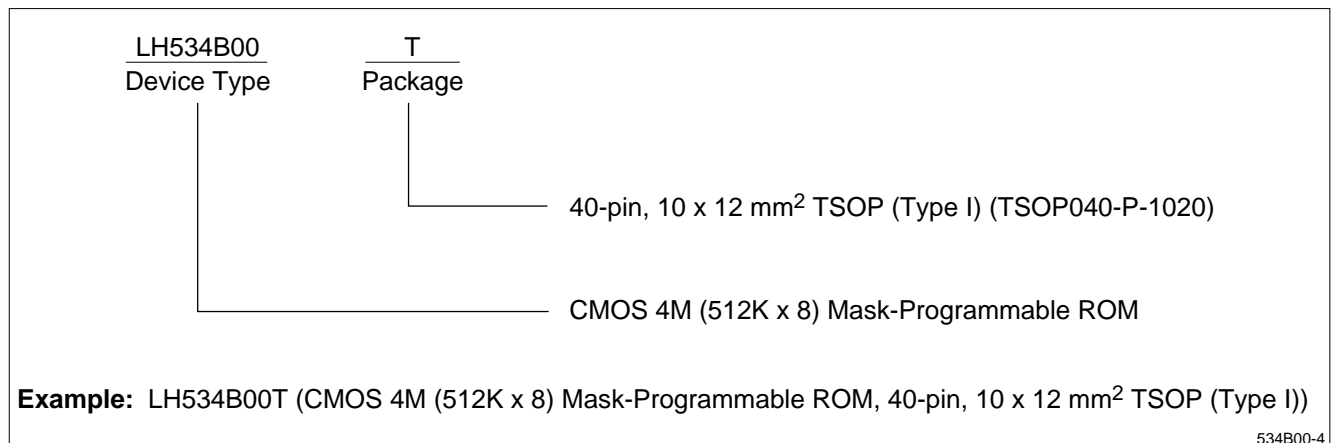 LH534B00 T
Device Type Package
40-pin, 10 x 12 mm² TSOP (Type I) (TSOP040-P-1020)
CMOS 4M (512K x 8) Mask-Programmable ROM
Example: LH534B00T (CMOS 4M (512K x 8) Mask-Programmable ROM, 40-pin, 10 x 12 mm² TSOP (Type I))
534B00-4